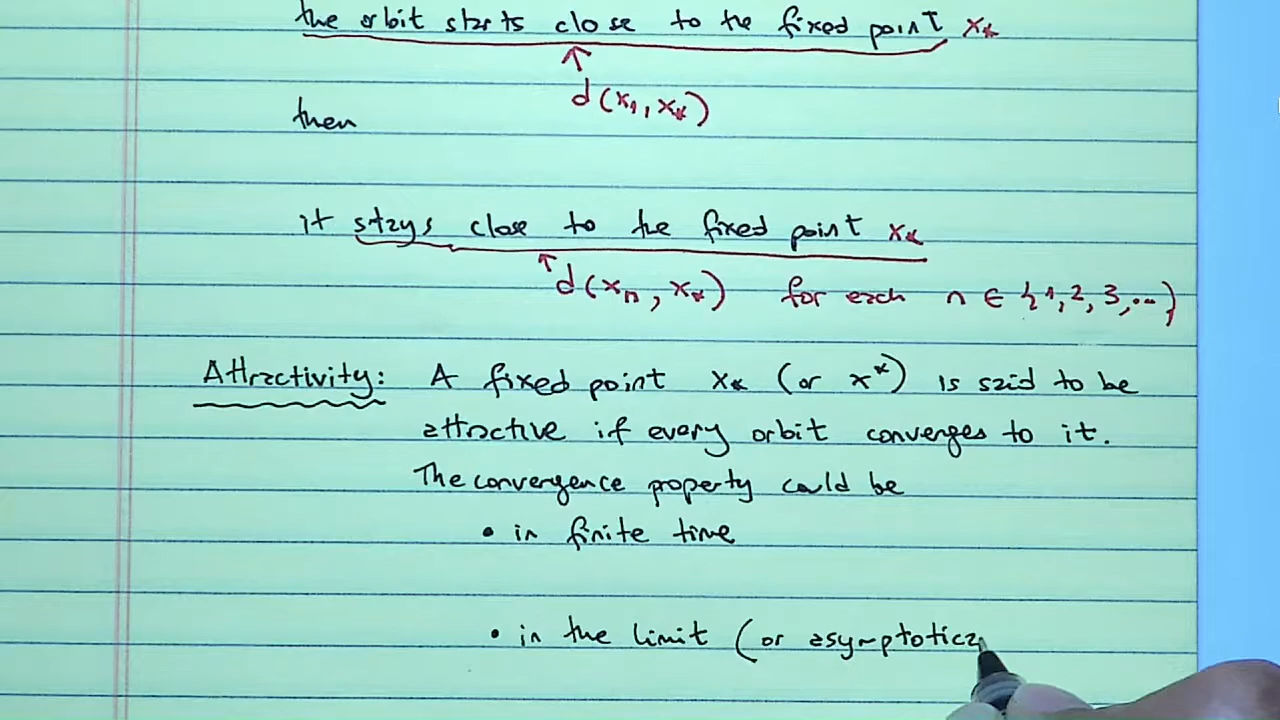 the orbit starts close to the fixed point x*
d(x1, x*)
then
it stays close to the fixed point x*
d(xn, x*) for each n ∈ {1, 2, 3, ...}
Attractivity: A fixed point x* (or x*) is said to be
attractive if every orbit converges to it.
The convergence property could be
• in finite time
• in the limit (or asymptotica